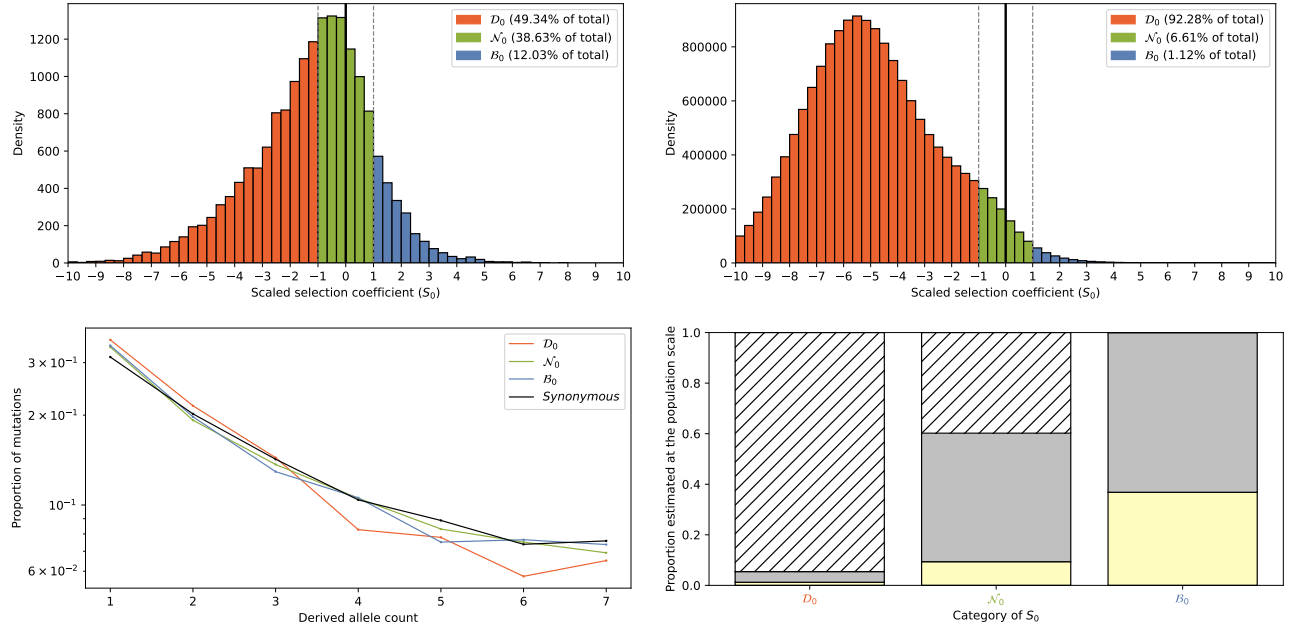 1200
1000
800
600
400
200
0
Density
−10 −9 −8 −7 −6 −5 −4 −3 −2 −1 0 1 2 3 4 5 6 7 8 9 10
Scaled selection coefficient (S₀)
𝒟₀ (49.34% of total)
𝒩₀ (38.63% of total)
ℬ₀ (12.03% of total)
800000
600000
400000
200000
0
Density
−10 −9 −8 −7 −6 −5 −4 −3 −2 −1 0 1 2 3 4 5 6 7 8 9 10
Scaled selection coefficient (S₀)
𝒟₀ (92.28% of total)
𝒩₀ (6.61% of total)
ℬ₀ (1.12% of total)
3 × 10⁻¹
2 × 10⁻¹
10⁻¹
6 × 10⁻²
Proportion of mutations
1 2 3 4 5 6 7
Derived allele count
𝒟₀
𝒩₀
ℬ₀
Synonymous
1.0
0.8
0.6
0.4
0.2
0.0
Proportion estimated at the population scale
𝒟₀ 𝒩₀ ℬ₀
Category of S₀